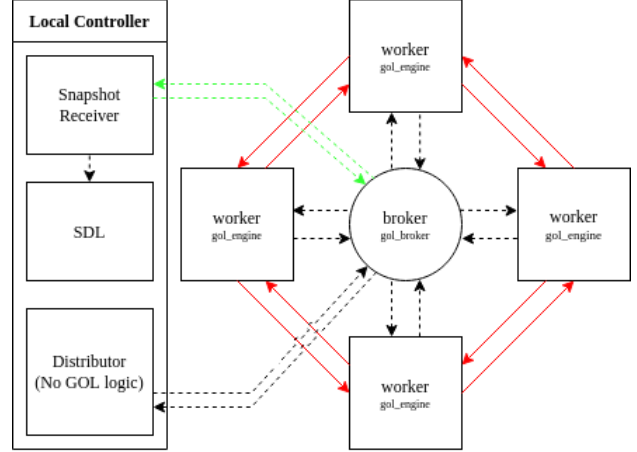 Local Controller
Snapshot
Receiver
SDL
Distributor
(No GOL logic)
worker
gol_engine
worker
gol_engine
broker
gol_broker
worker
gol_engine
worker
gol_engine